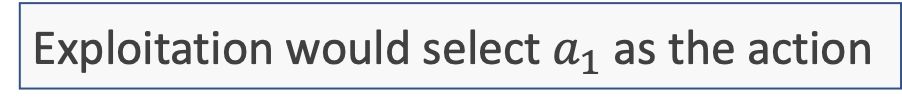 Exploitation would select a₁ as the action